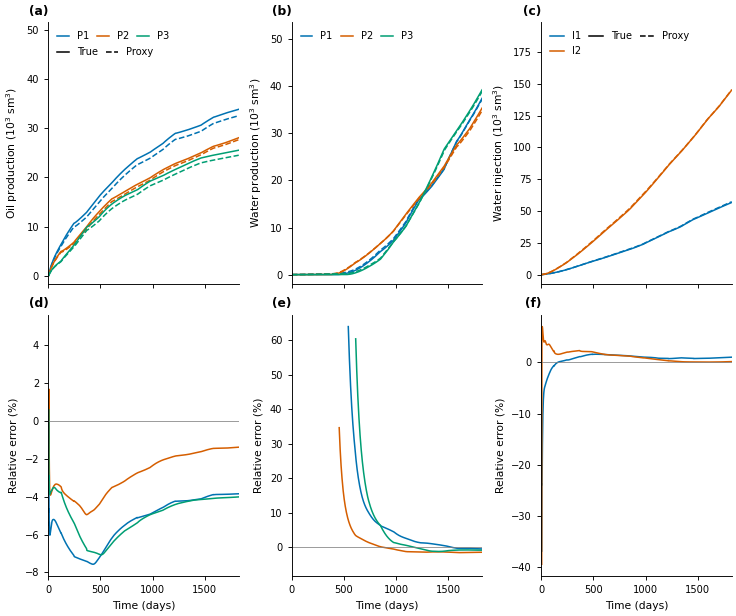 (a)
Oil production (10³ sm³)
50
40
30
20
10
0
P1 P2 P3
True Proxy
(b)
Water production (10³ sm³)
50
40
30
20
10
0
P1 P2 P3
(c)
Water injection (10³ sm³)
175
150
125
100
75
50
25
0
I1 True Proxy
I2
(d)
Relative error (%)
4
2
0
−2
−4
−6
−8
0 500 1000 1500
Time (days)
(e)
Relative error (%)
60
50
40
30
20
10
0
0 500 1000 1500
Time (days)
(f)
Relative error (%)
0
−10
−20
−30
−40
0 500 1000 1500
Time (days)